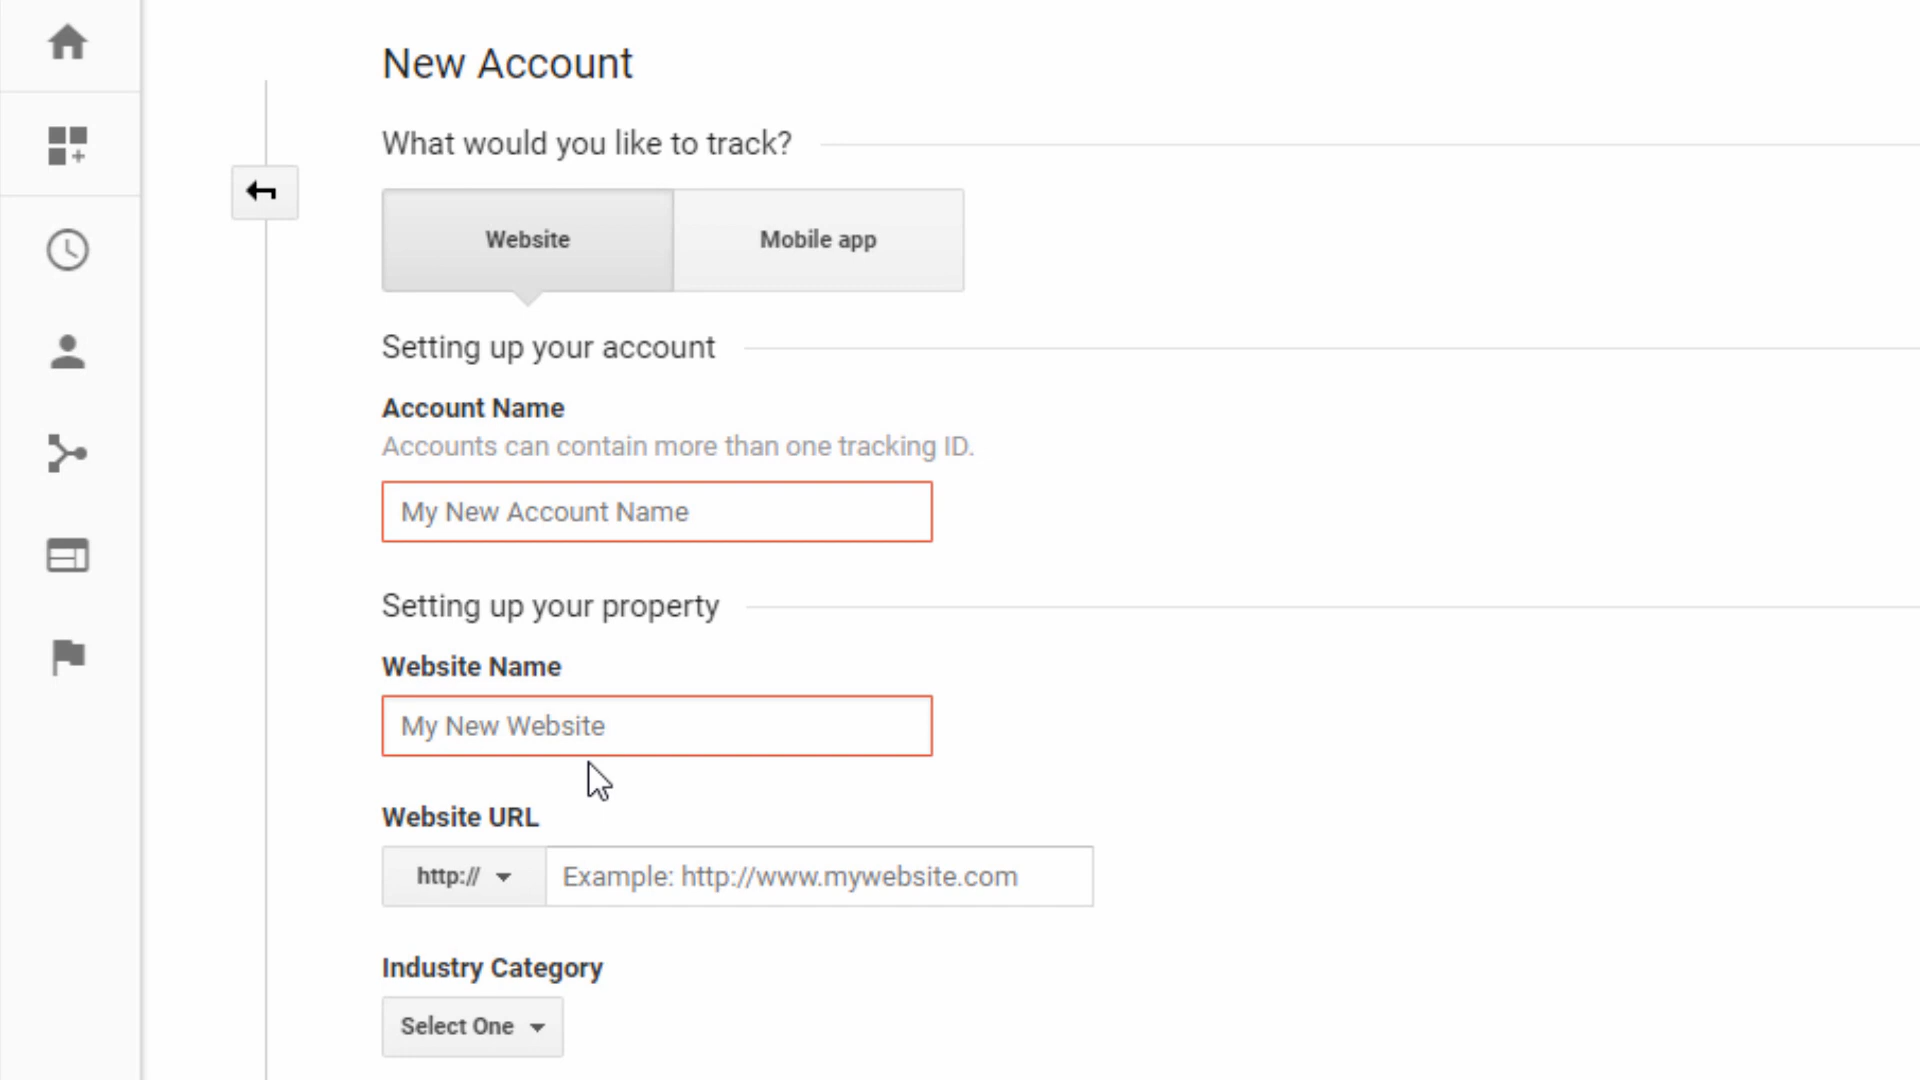 New Account
What would you like to track?
Website
Mobile app
Setting up your account
Account Name
Accounts can contain more than one tracking ID.
My New Account Name
Setting up your property
Website Name
My New Website
Website URL
http://
Example: http://www.mywebsite.com
Industry Category
Select One